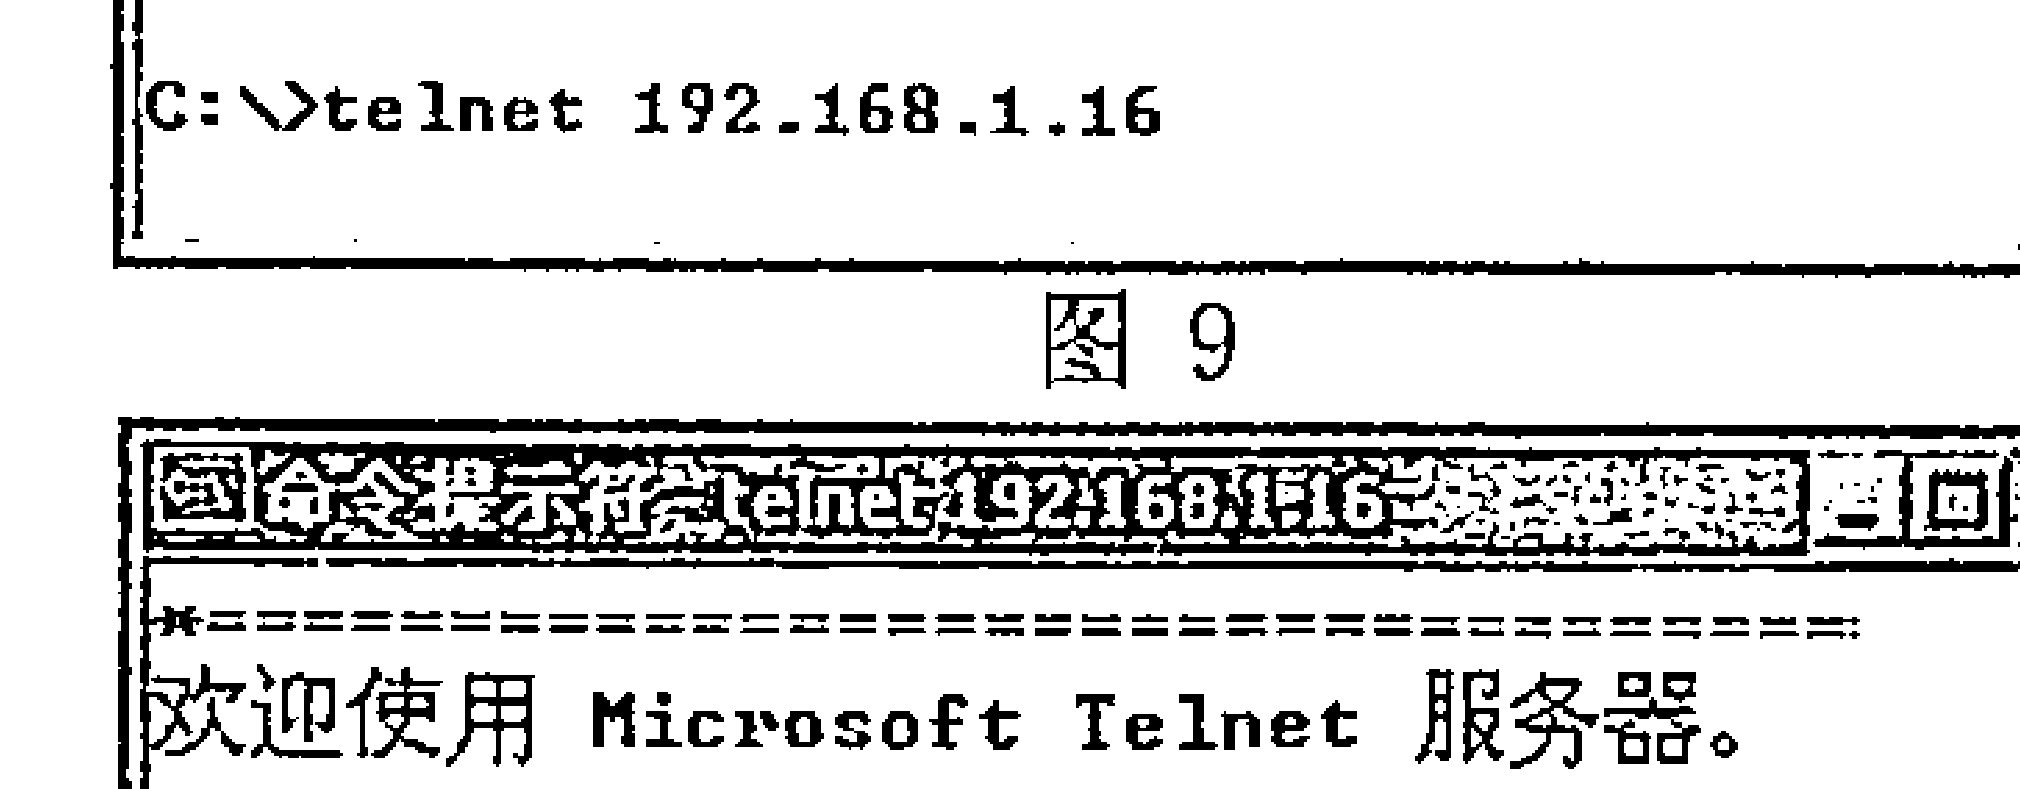 C:\>telnet 192.168.1.16
图 9
命令提示符 - telnet 192.168.1.16
*===================================
欢迎使用 Microsoft Telnet 服务器。